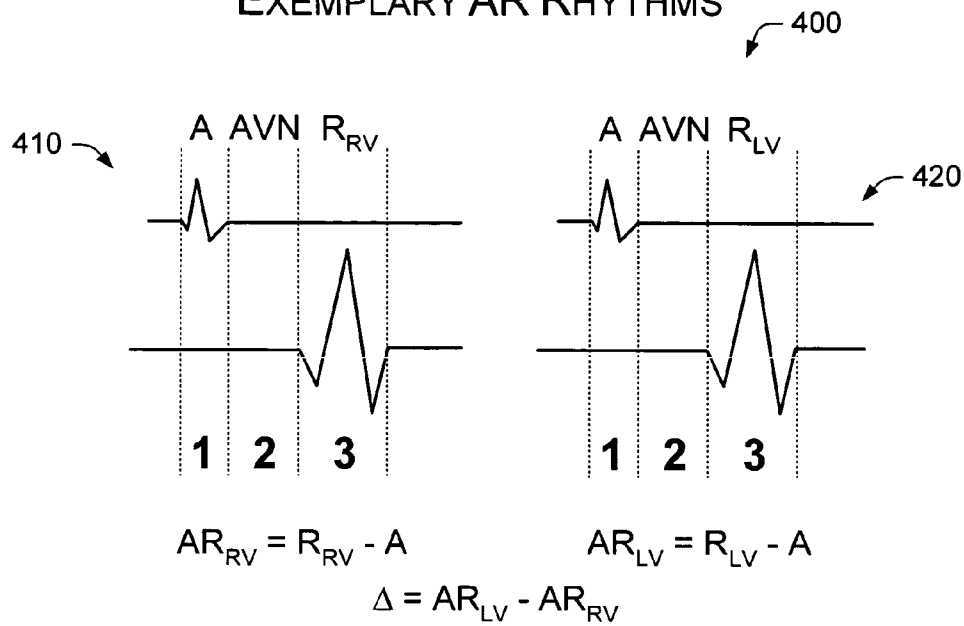 EXEMPLARY AR RHYTHMS
400
A AVN R_RV
410
A AVN R_LV
420
1 2 3
1 2 3
AR_RV = R_RV - A
AR_LV = R_LV - A
Δ = AR_LV - AR_RV